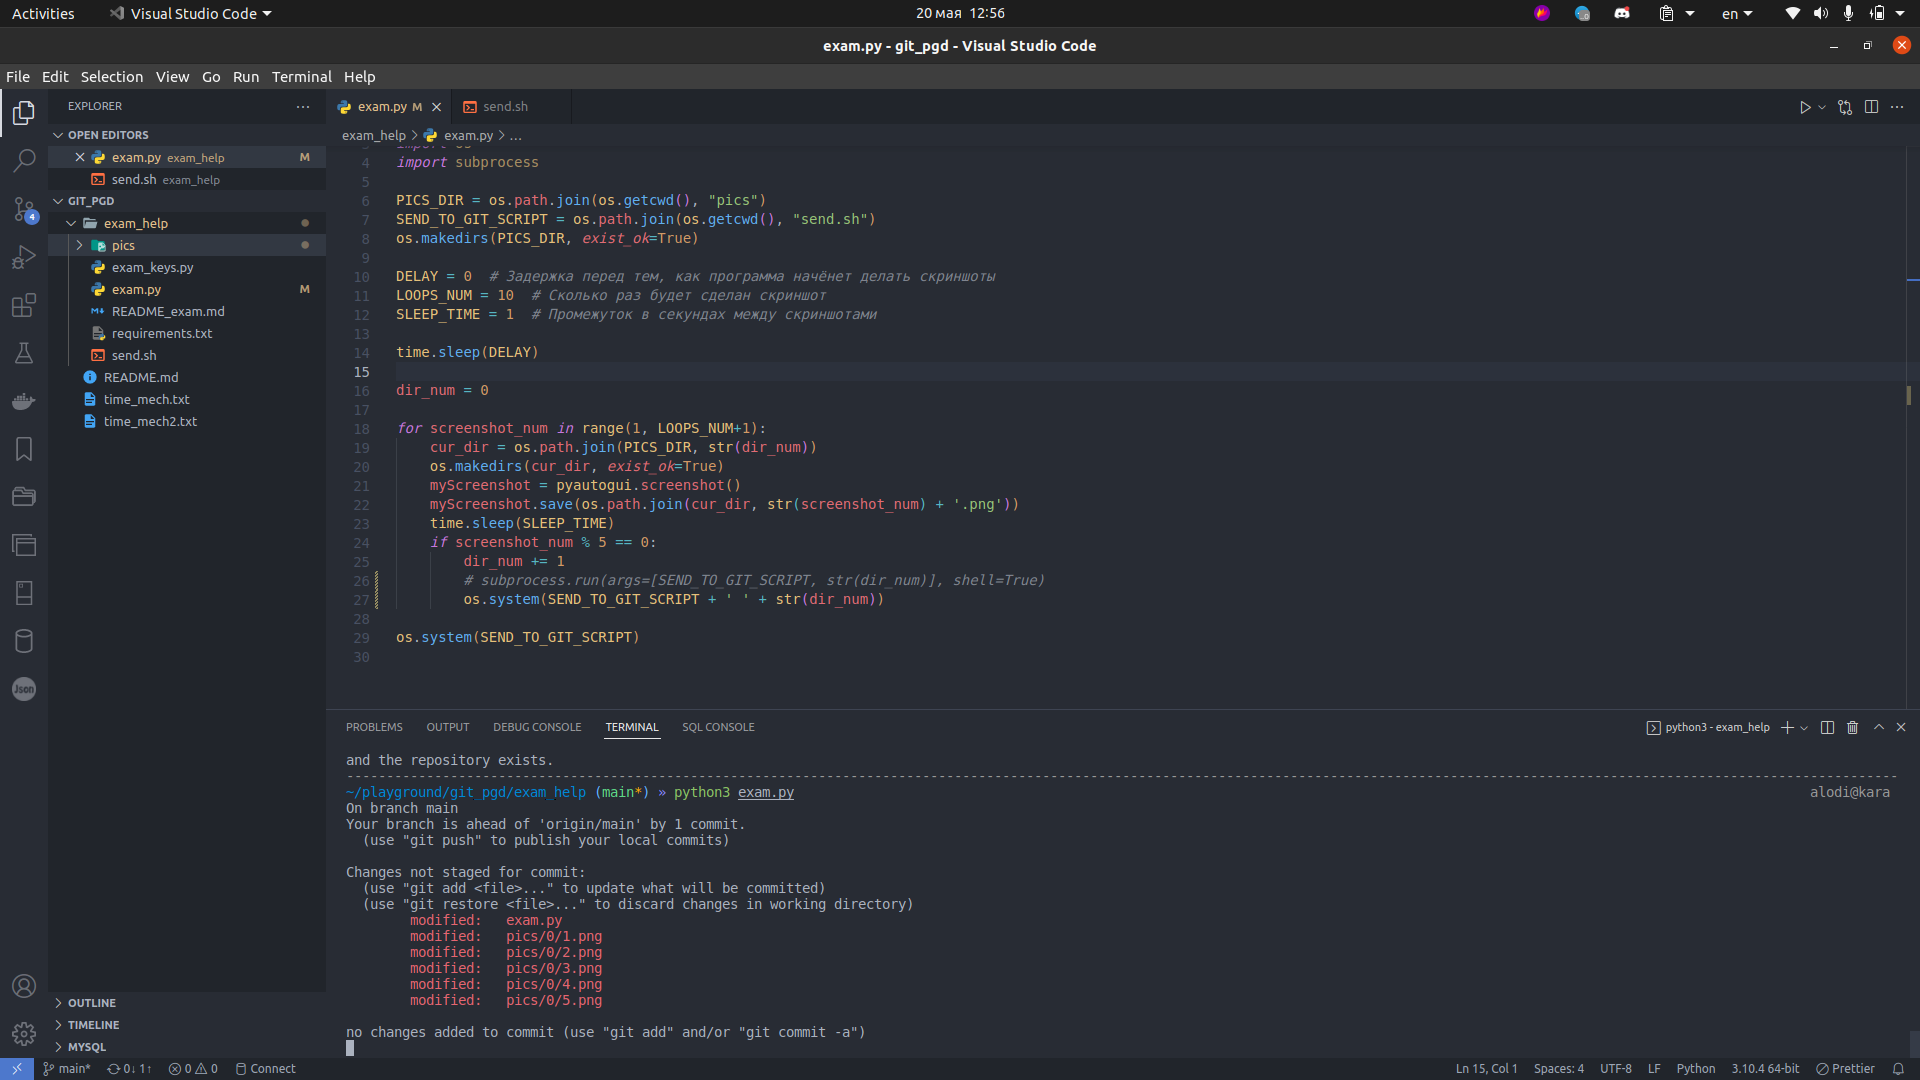 Activities
Visual Studio Code
20 мая 12:56
en
exam.py - git_pgd - Visual Studio Code
File Edit Selection View Go Run Terminal Help
EXPLORER
OPEN EDITORS
exam.py exam_help M
send.sh exam_help
GIT_PGD
exam_help
pics
exam_keys.py
exam.py M
README_exam.md
requirements.txt
send.sh
README.md
time_mech.txt
time_mech2.txt
OUTLINE
TIMELINE
MYSQL
4
Json
exam.py M
send.sh
exam_help > exam.py > ...
3 import os
4 import subprocess
5
6 PICS_DIR = os.path.join(os.getcwd(), "pics")
7 SEND_TO_GIT_SCRIPT = os.path.join(os.getcwd(), "send.sh")
8 os.makedirs(PICS_DIR, exist_ok=True)
9
10 DELAY = 0  # Задержка перед тем, как программа начёнет делать скриншоты
11 LOOPS_NUM = 10  # Сколько раз будет сделан скриншот
12 SLEEP_TIME = 1  # Промежуток в секундах между скриншотами
13
14 time.sleep(DELAY)
15
16 dir_num = 0
17
18 for screenshot_num in range(1, LOOPS_NUM+1):
19     cur_dir = os.path.join(PICS_DIR, str(dir_num))
20     os.makedirs(cur_dir, exist_ok=True)
21     myScreenshot = pyautogui.screenshot()
22     myScreenshot.save(os.path.join(cur_dir, str(screenshot_num) + '.png'))
23     time.sleep(SLEEP_TIME)
24     if screenshot_num % 5 == 0:
25         dir_num += 1
26         # subprocess.run(args=[SEND_TO_GIT_SCRIPT, str(dir_num)], shell=True)
27         os.system(SEND_TO_GIT_SCRIPT + ' ' + str(dir_num))
28
29 os.system(SEND_TO_GIT_SCRIPT)
30
PROBLEMS OUTPUT DEBUG CONSOLE TERMINAL SQL CONSOLE
python3 - exam_help
and the repository exists.
~/playground/git_pgd/exam_help (main*) » python3 exam.py alodi@kara
On branch main
Your branch is ahead of 'origin/main' by 1 commit.
  (use "git push" to publish your local commits)
Changes not staged for commit:
  (use "git add <file>..." to update what will be committed)
  (use "git restore <file>..." to discard changes in working directory)
        modified:   exam.py
        modified:   pics/0/1.png
        modified:   pics/0/2.png
        modified:   pics/0/3.png
        modified:   pics/0/4.png
        modified:   pics/0/5.png
no changes added to commit (use "git add" and/or "git commit -a")
main* 0↓ 1↑ 0 0 Connect
Ln 15, Col 1 Spaces: 4 UTF-8 LF Python 3.10.4 64-bit Prettier